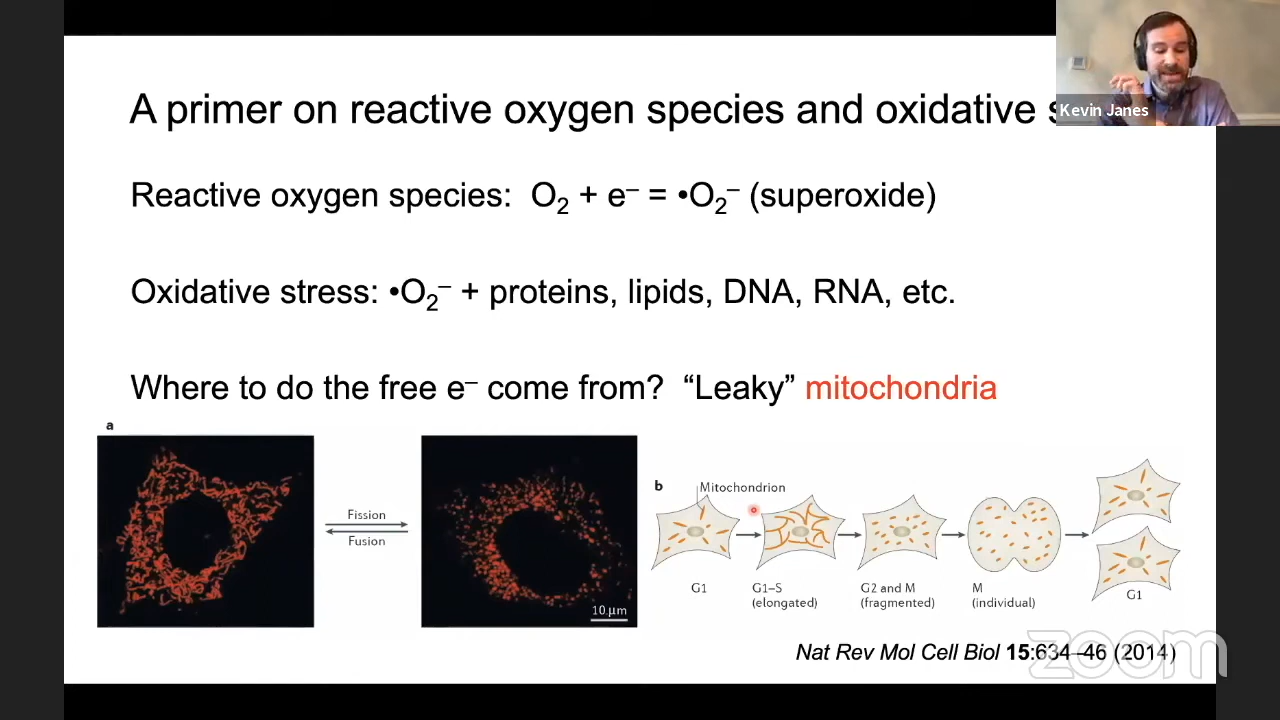 A primer on reactive oxygen species and oxidative
Kevin Janes
Reactive oxygen species: O₂ + e⁻ = •O₂⁻ (superoxide)
Oxidative stress: •O₂⁻ + proteins, lipids, DNA, RNA, etc.
Where to do the free e⁻ come from? “Leaky” mitochondria
a
Fission
Fusion
10 μm
b
Mitochondrion
G1
G1–S
(elongated)
G2 and M
(fragmented)
M
(individual)
G1
Nat Rev Mol Cell Biol 15:634–46 (2014)
zoom